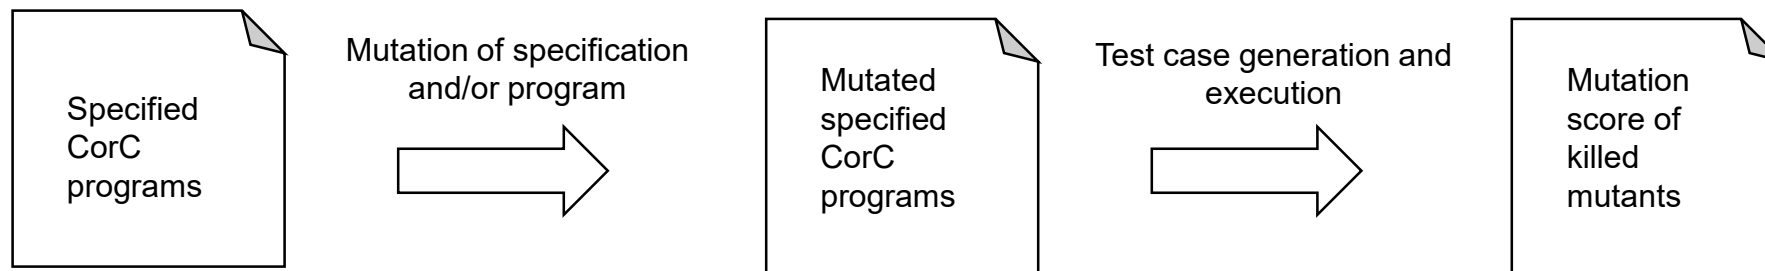 Specified
CorC
programs
Mutation of specification
and/or program
Mutated
specified
CorC
programs
Test case generation and
execution
Mutation
score of
killed
mutants